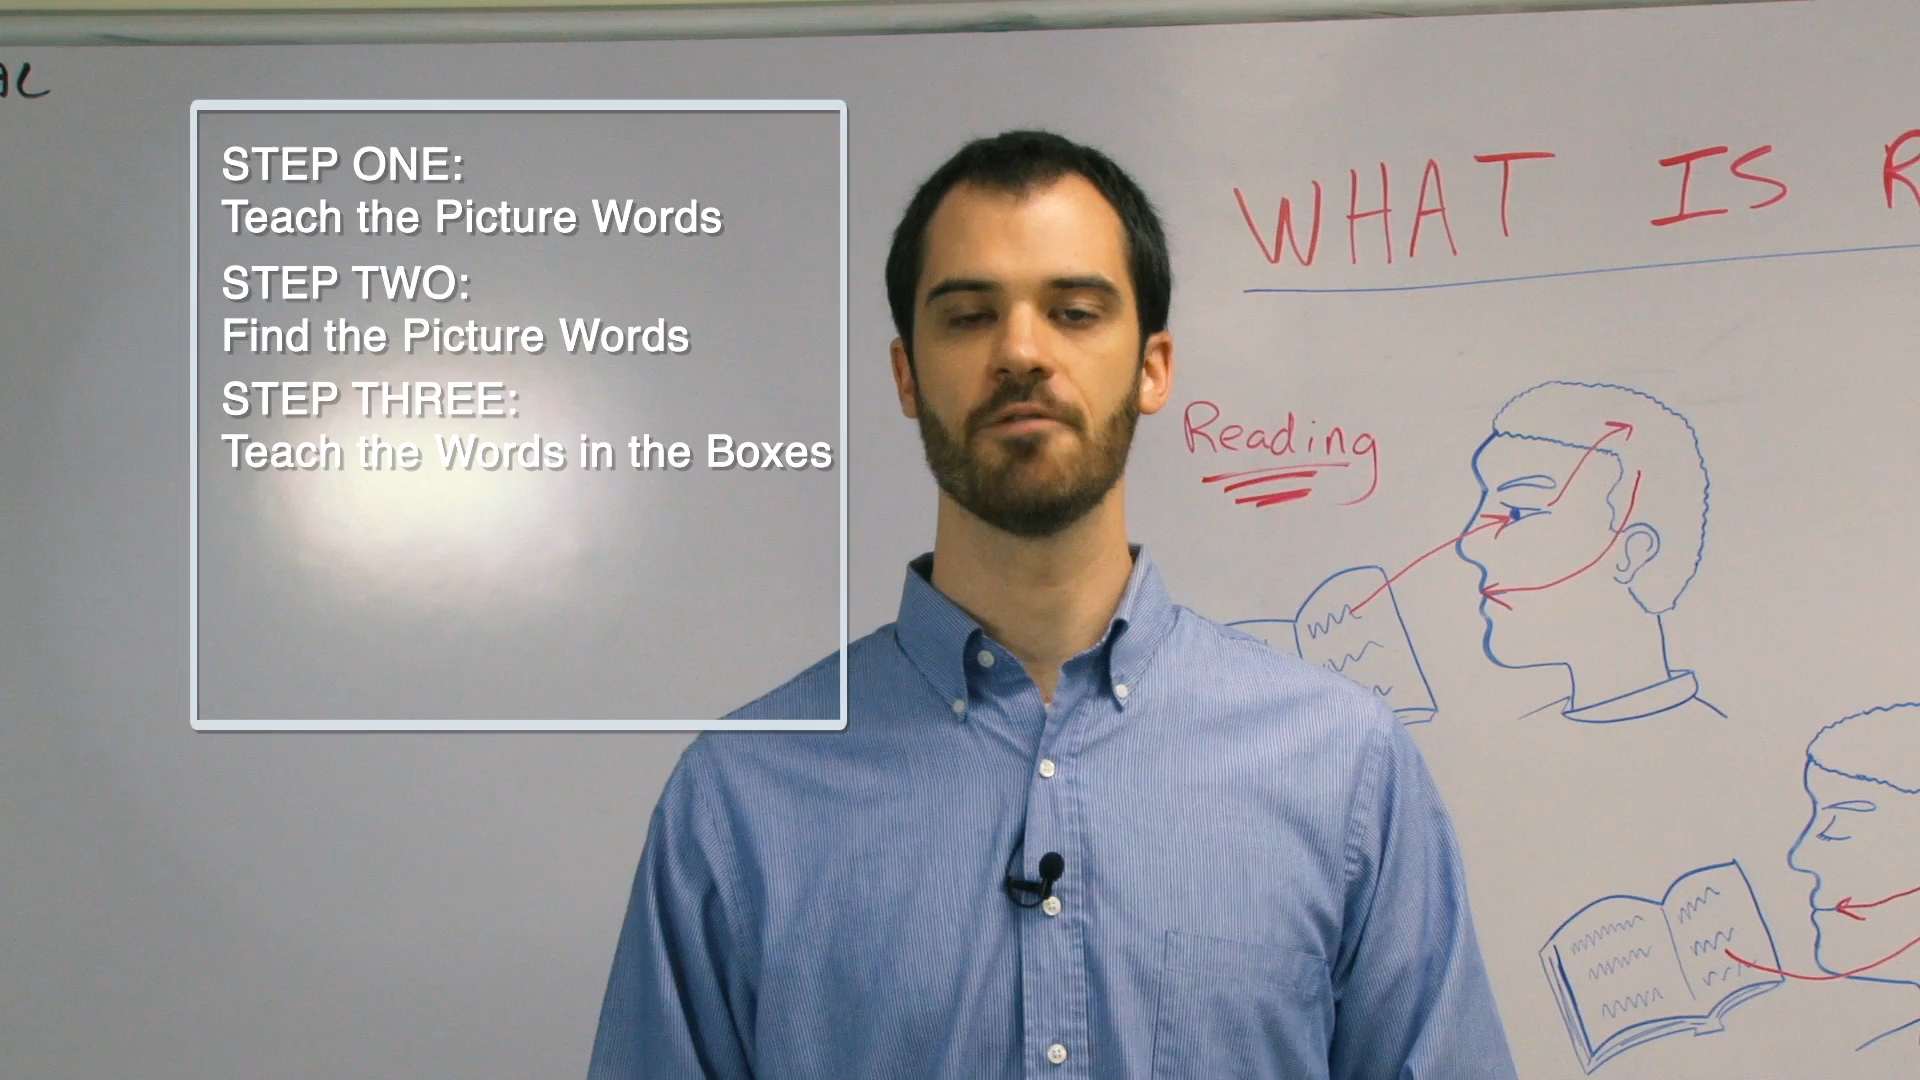 STEP ONE:
Teach the Picture Words
STEP TWO:
Find the Picture Words
STEP THREE:
Teach the Words in the Boxes
WHAT IS R
Reading